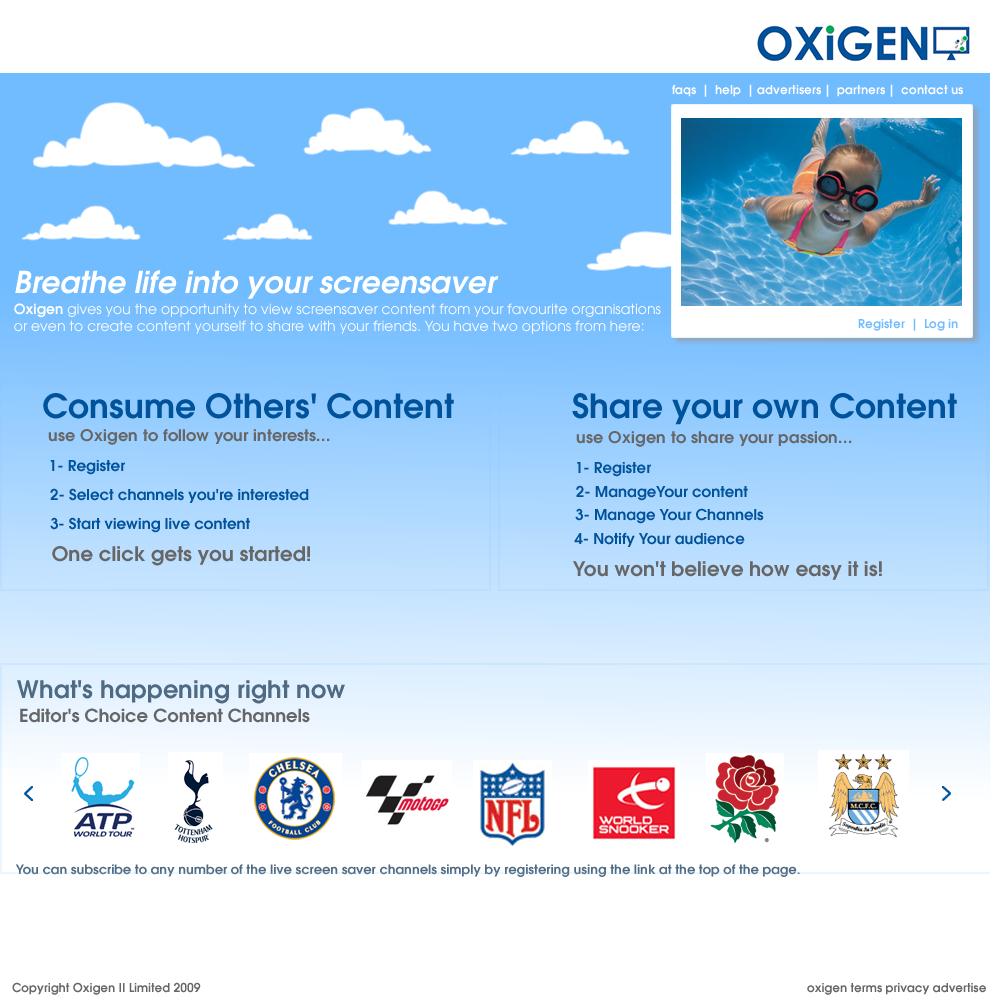 OXiGEN
faqs | help | advertisers | partners | contact us
Register | Log in
Breathe life into your screensaver
Oxigen gives you the opportunity to view screensaver content from your favourite organisations
or even to create content yourself to share with your friends. You have two options from here:
Consume Others' Content
use Oxigen to follow your interests...
1- Register
2- Select channels you're interested
3- Start viewing live content
One click gets you started!
Share your own Content
use Oxigen to share your passion...
1- Register
2- ManageYour content
3- Manage Your Channels
4- Notify Your audience
You won't believe how easy it is!
What's happening right now
Editor's Choice Content Channels
ATP
WORLD TOUR
TOTTENHAM
HOTSPUR
CHELSEA
FOOTBALL CLUB
motoGP
NFL
WORLD
SNOOKER
M.C.F.C.
Superbia In Proelio
You can subscribe to any number of the live screen saver channels simply by registering using the link at the top of the page.
Copyright Oxigen II Limited 2009
oxigen terms privacy advertise